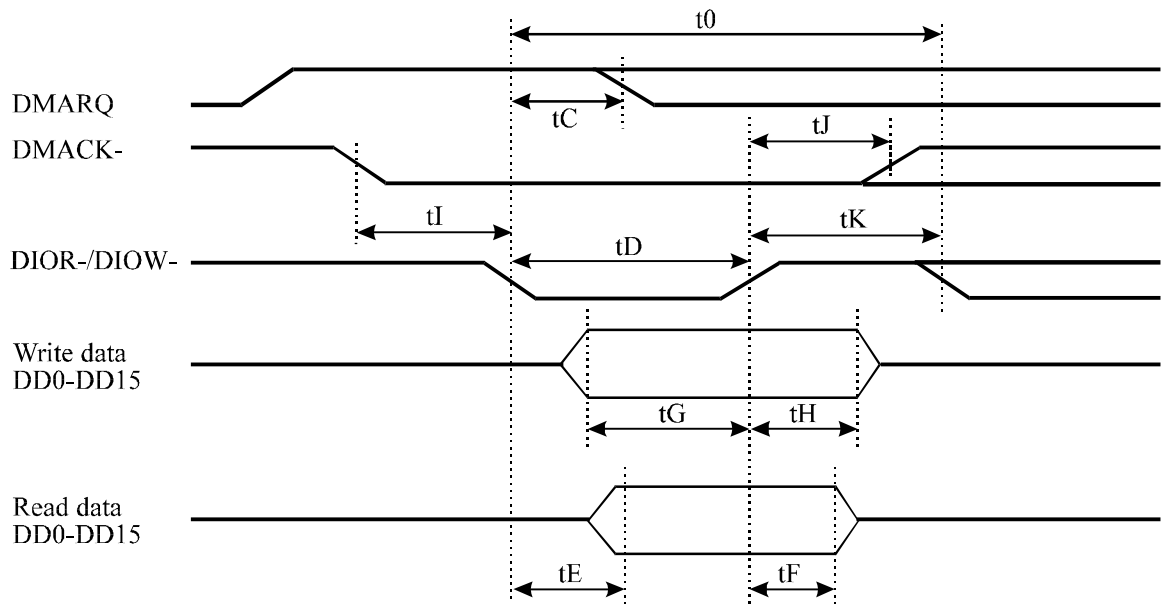 t0
DMARQ
tC
tJ
DMACK-
tI
tK
DIOR-/DIOW-
tD
Write data
DD0-DD15
tG
tH
Read data
DD0-DD15
tE
tF